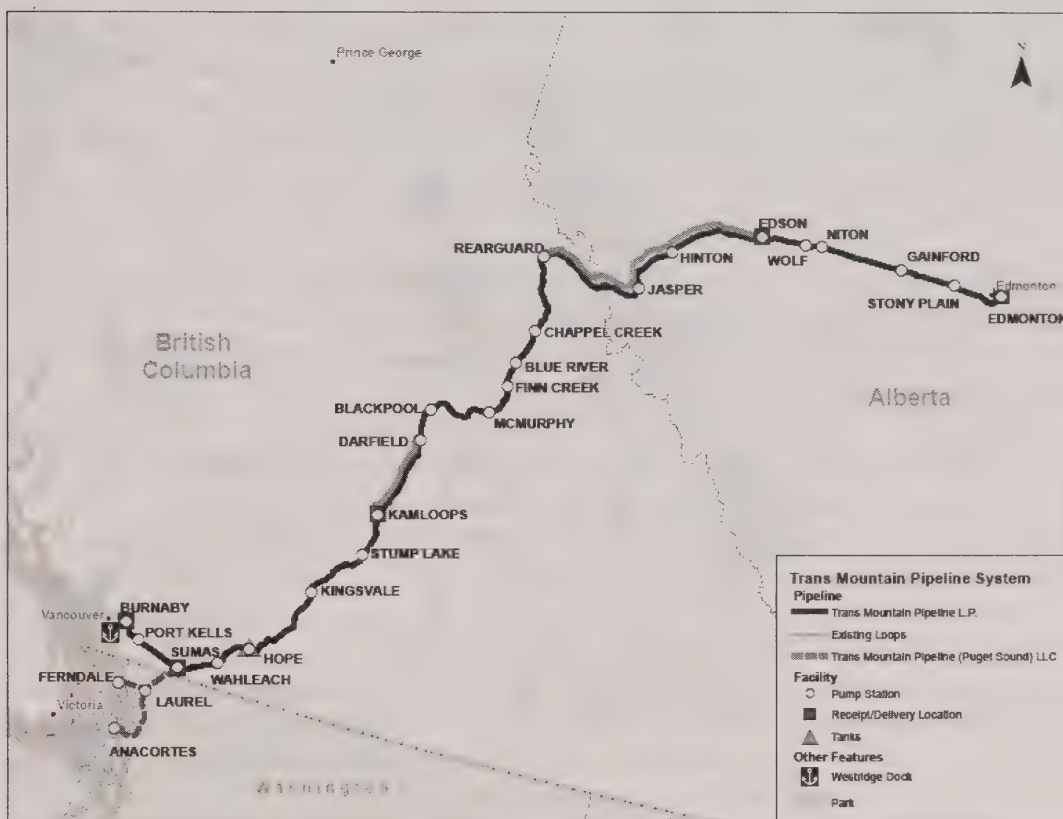 Prince George
N
EDSON
NITON
REARGUARD
WOLF
GAINFORD
HINTON
JASPER
STONY PLAIN
Edmonton
EDMONTON
CHAPPEL CREEK
British
Columbia
BLUE RIVER
FINN CREEK
Alberta
BLACKPOOL
MCMURPHY
DARFIELD
KAMLOOPS
STUMP LAKE
KINGSVALE
Vancouver
BURNABY
PORT KELLS
SUMAS
HOPE
WAHLEACH
FERNDALE
LAUREL
Victoria
ANACORTES
Washington
Trans Mountain Pipeline System
Pipeline
Trans Mountain Pipeline L.P.
Existing Loops
Trans Mountain Pipeline (Puget Sound) LLC
Facility
Pump Station
Receipt/Delivery Location
Tanks
Other Features
Westridge Dock
Park